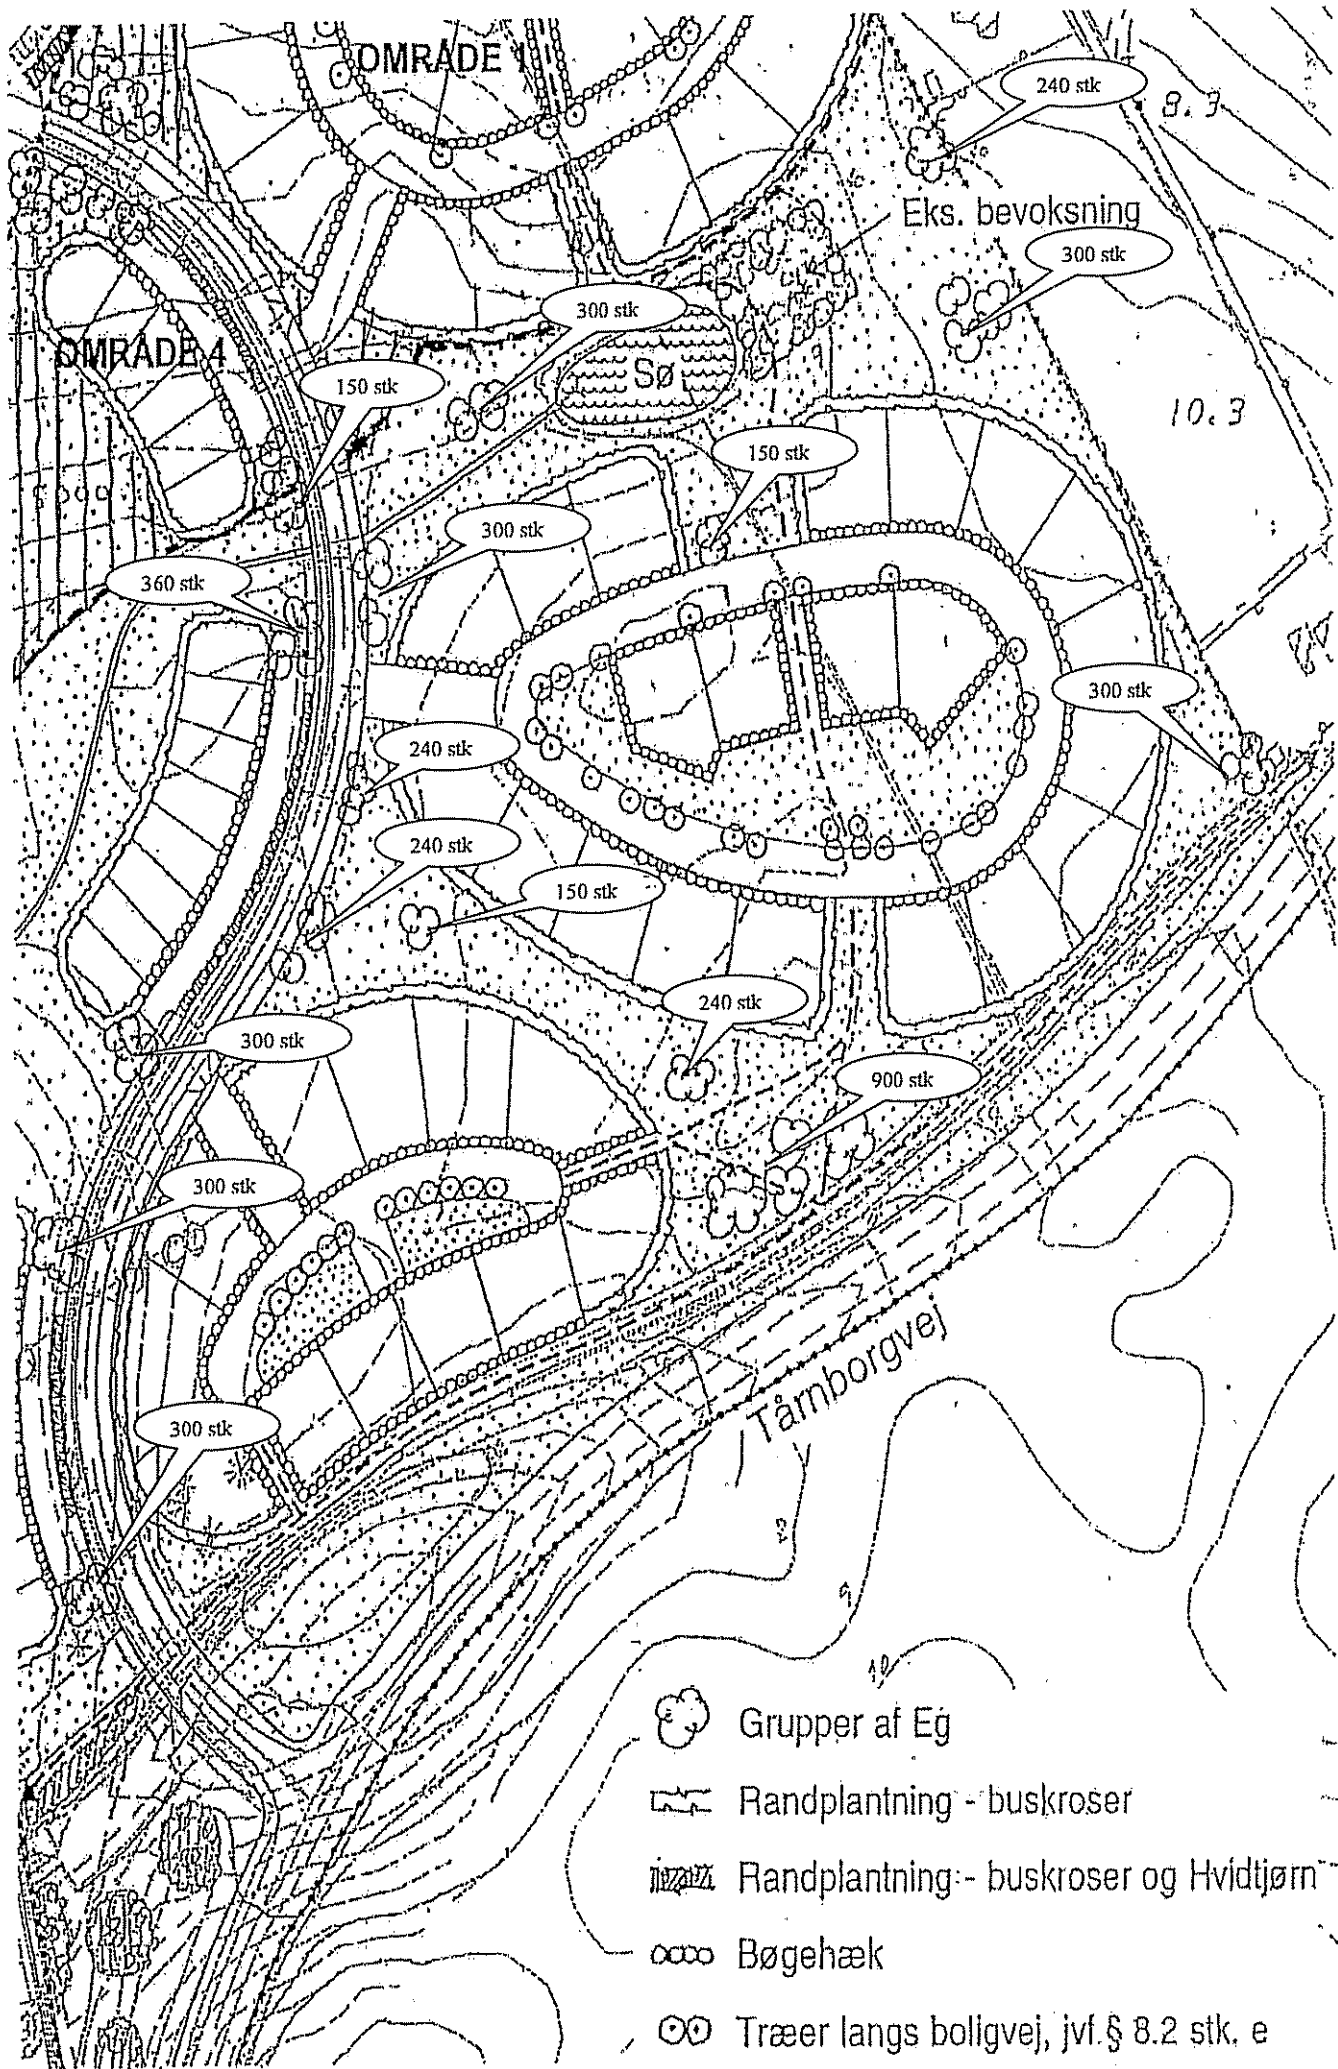 OMRÅDE 1
240 stk
8.3
Eks. bevoksning
300 stk
300 stk
OMRÅDE 4
Sø
150 stk
10.3
150 stk
300 stk
360 stk
300 stk
240 stk
240 stk
150 stk
240 stk
300 stk
900 stk
300 stk
Tårnborgvej
300 stk
8
9
10
Grupper af Eg
Randplantning - buskroser
Randplantning - buskroser og Hvidtjørn
Bøgehæk
Træer langs boligvej, jvf. § 8.2 stk. e